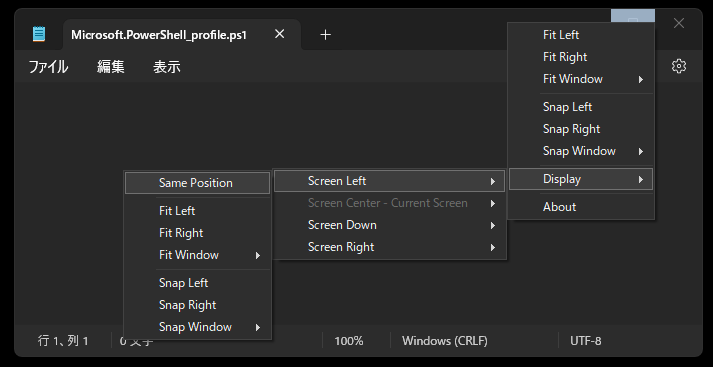 Microsoft.PowerShell_profile.ps1
ファイル 編集 表示
Fit Left
Fit Right
Fit Window
Snap Left
Snap Right
Snap Window
Display
About
Screen Left
Screen Center - Current Screen
Screen Down
Screen Right
Same Position
Fit Left
Fit Right
Fit Window
Snap Left
Snap Right
Snap Window
行 1、列 1 0 文字 100% Windows (CRLF) UTF-8